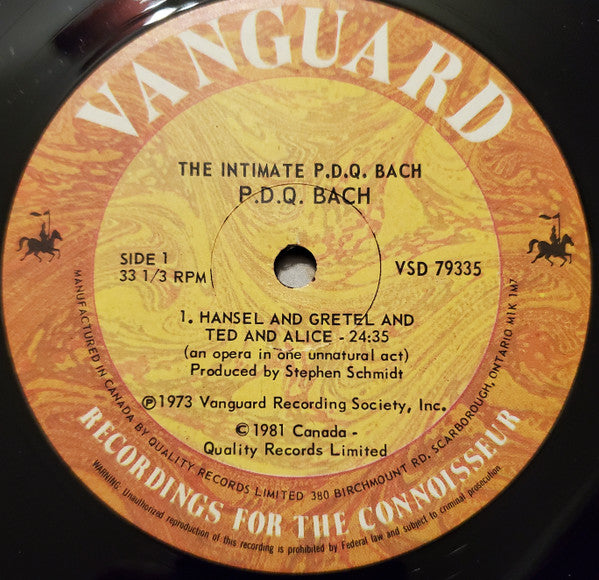 VANGUARD
THE INTIMATE P.D.Q. BACH
P.D.Q. BACH
SIDE 1
33 1/3 RPM
VSD 79335
1. HANSEL AND GRETEL AND
TED AND ALICE - 24:35
(an opera in one unnatural act)
Produced by Stephen Schmidt
℗1973 Vanguard Recording Society, Inc.
© 1981 Canada -
Quality Records Limited
MANUFACTURED IN CANADA BY QUALITY RECORDS LIMITED 380 BIRCHMOUNT RD, SCARBOROUGH, ONTARIO M1K 1M7
RECORDINGS FOR THE CONNOISSEUR
WARNING: Unauthorized reproduction of this recording is prohibited by Federal law and subject to criminal prosecution